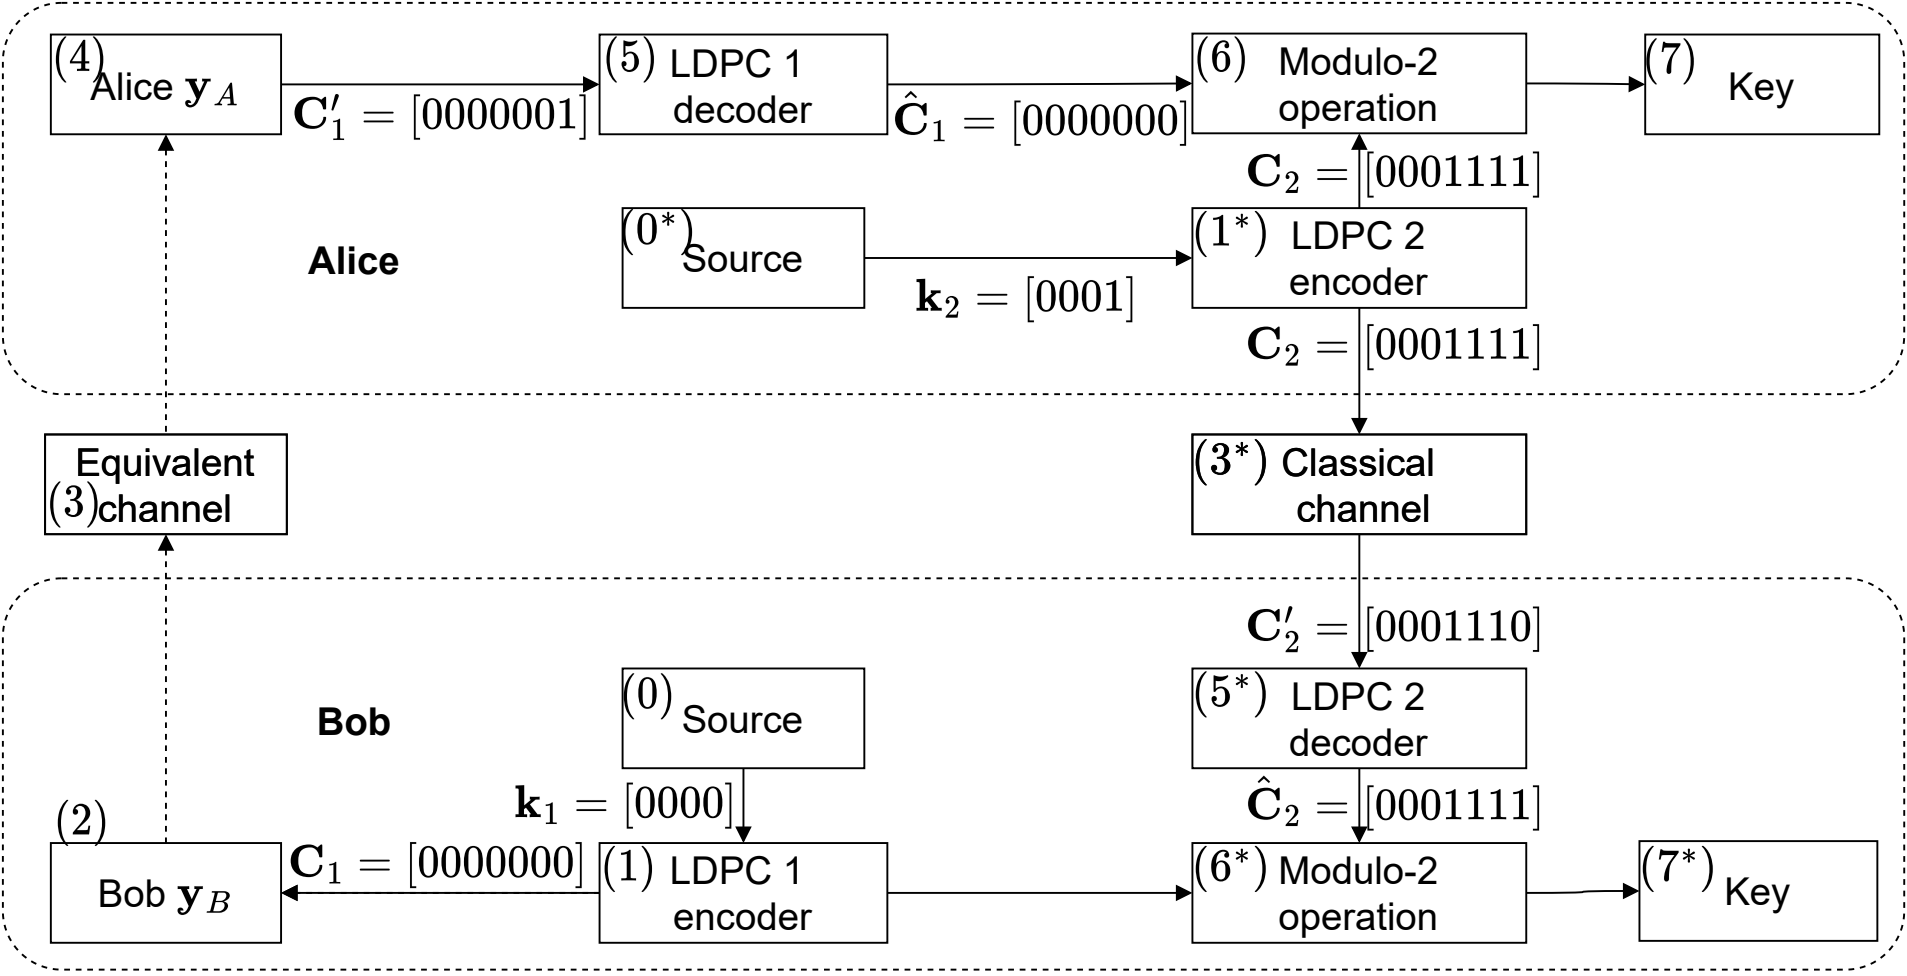 (4)
Alice y_A
C′_1 = [0000001]
(5) LDPC 1
decoder
Ĉ_1 = [0000000]
(6) Modulo-2
operation
(7)
Key
C_2 = [0001111]
Alice
(0*)
Source
k_2 = [0001]
(1*) LDPC 2
encoder
C_2 = [0001111]
Equivalent
(3)channel
(3*) Classical
channel
C′_2 = [0001110]
Bob
(0)
Source
(5*) LDPC 2
decoder
k_1 = [0000]
Ĉ_2 = [0001111]
(2)
Bob y_B
C_1 = [0000000]
(1) LDPC 1
encoder
(6*) Modulo-2
operation
(7*)
Key